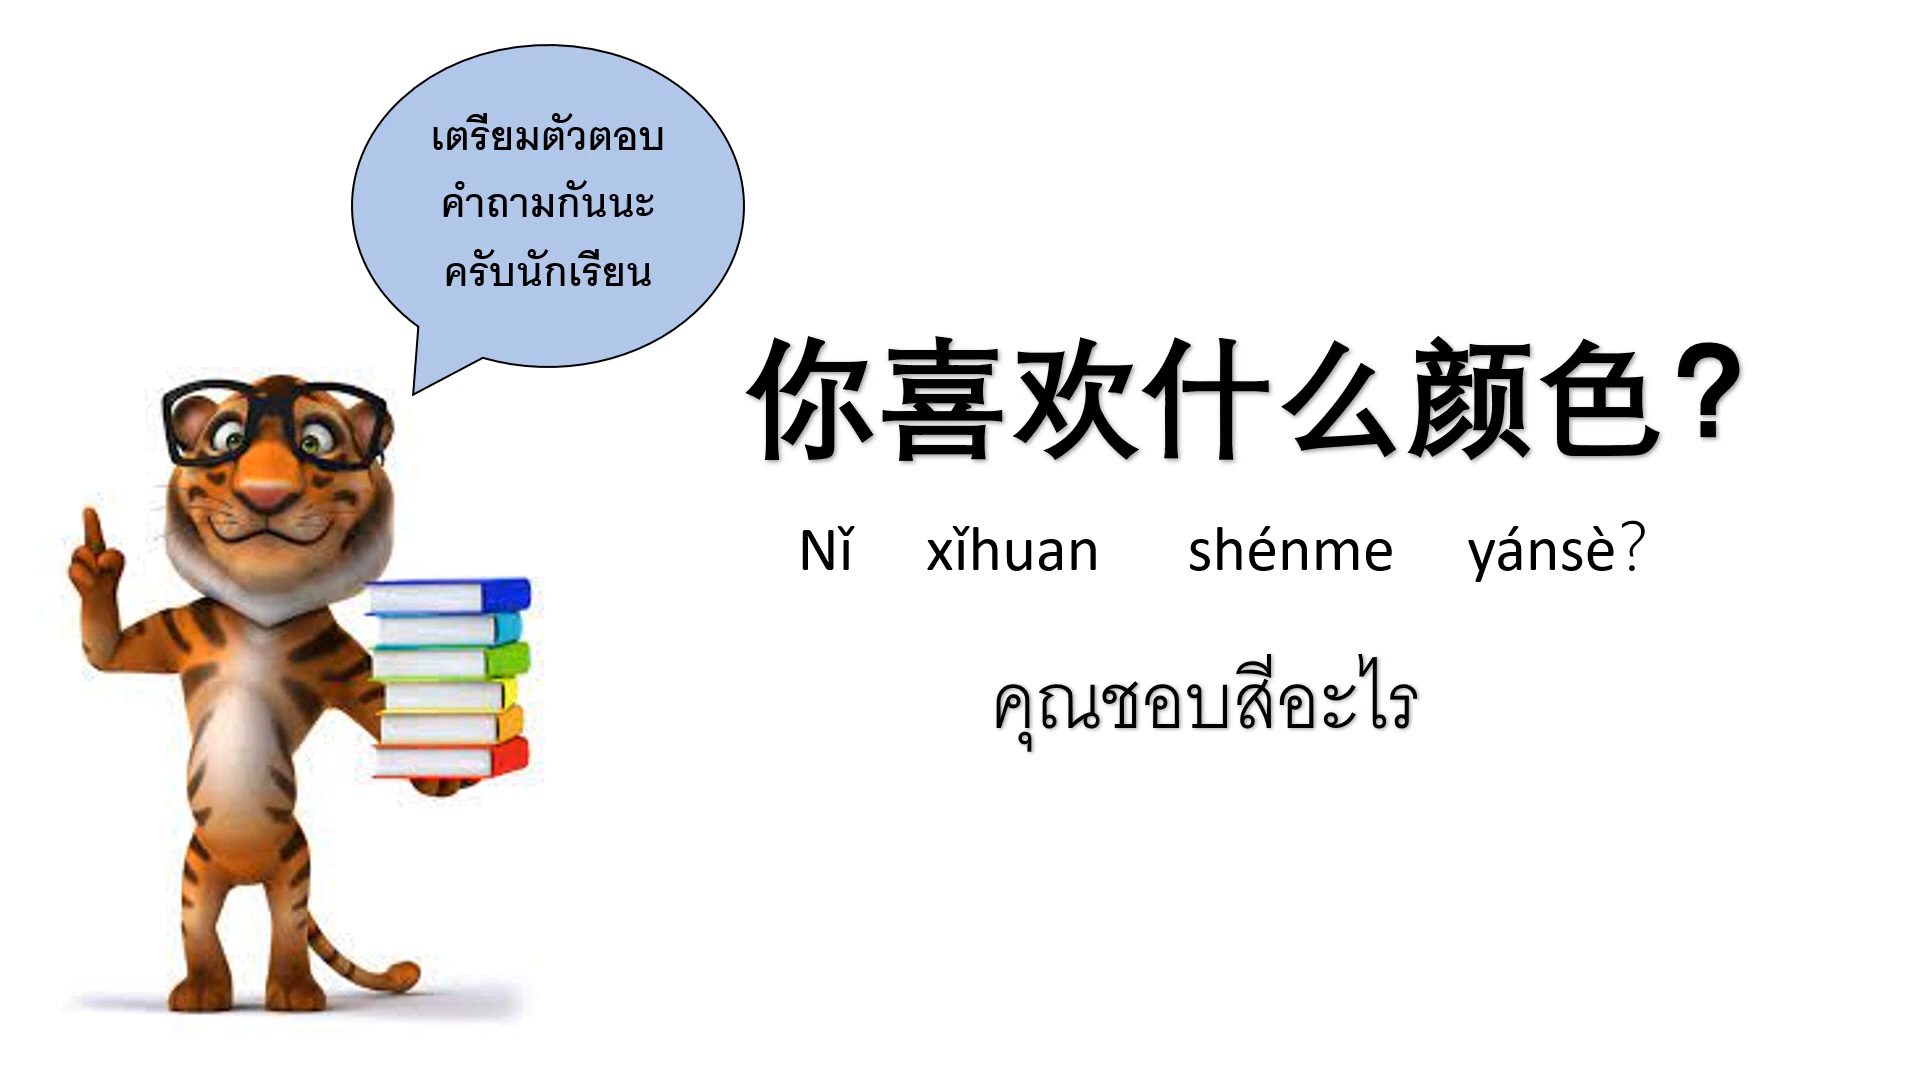 เตรียมตัวตอบ
คำถามกันนะ
ครับนักเรียน
你喜欢什么颜色?
Nǐ xǐhuan shénme yánsè?
คุณชอบสีอะไร